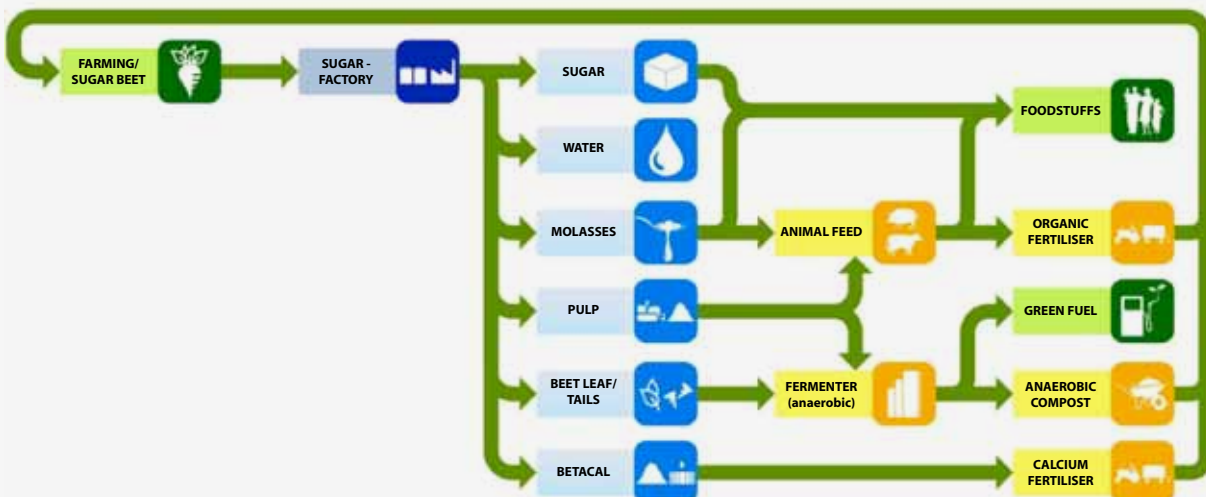 FARMING/
SUGAR BEET
SUGAR -
FACTORY
SUGAR
WATER
MOLASSES
PULP
BEET LEAF/
TAILS
BETACAL
ANIMAL FEED
FERMENTER
(anaerobic)
FOODSTUFFS
ORGANIC
FERTILISER
GREEN FUEL
ANAEROBIC
COMPOST
CALCIUM
FERTILISER